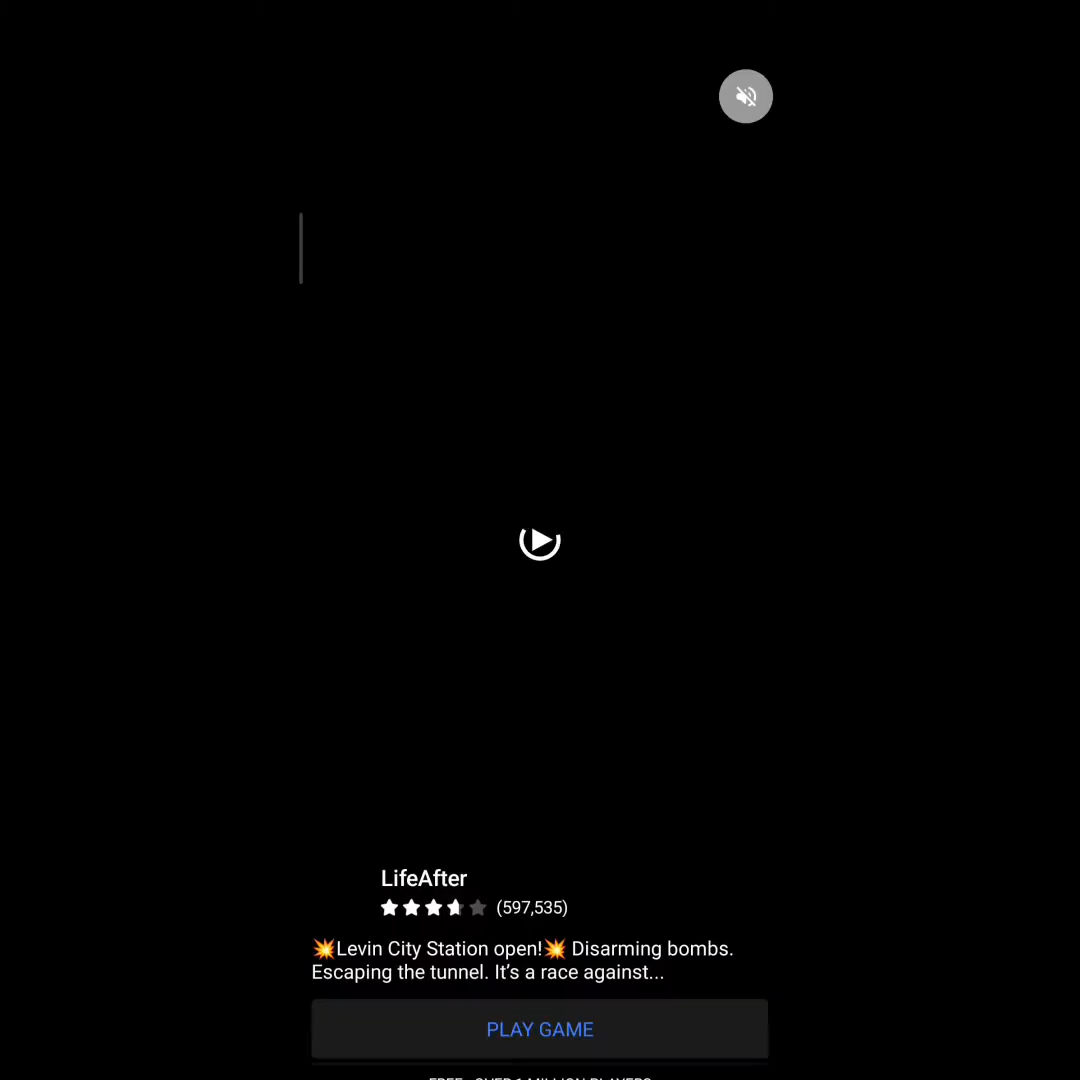 LifeAfter
(597,535)
💥Levin City Station open!💥 Disarming bombs.
Escaping the tunnel. It’s a race against...
PLAY GAME